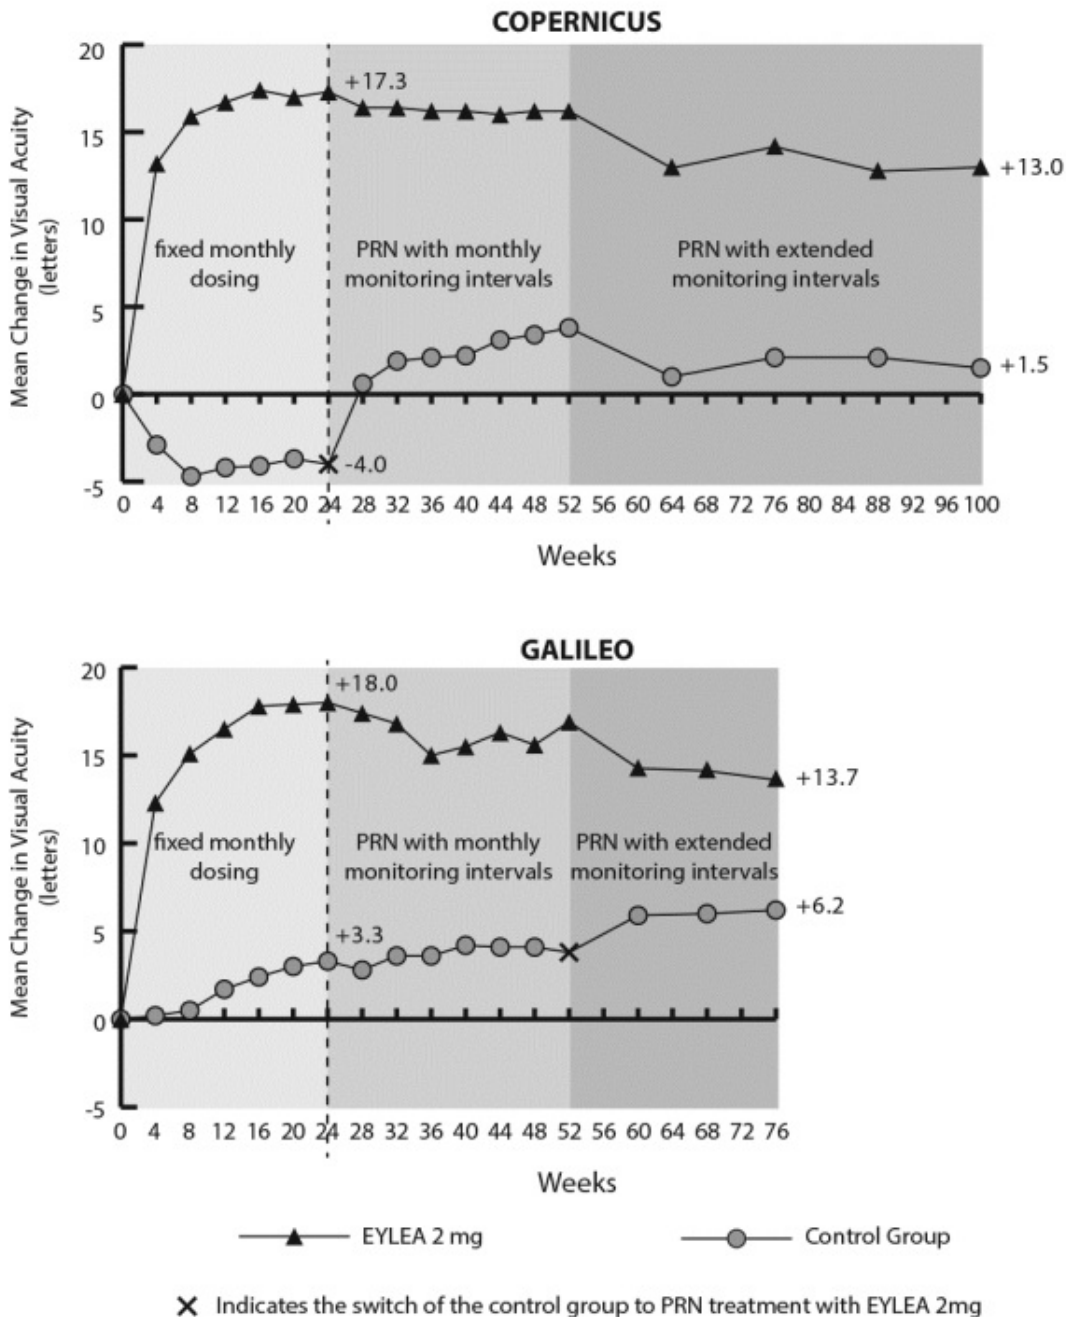 COPERNICUS
Mean Change in Visual Acuity
(letters)
20
15
10
5
0
-5
+17.3
+13.0
fixed monthly
dosing
PRN with monthly
monitoring intervals
PRN with extended
monitoring intervals
+1.5
-4.0
0 4 8 12 16 20 24 28 32 36 40 44 48 52 56 60 64 68 72 76 80 84 88 92 96 100
Weeks
GALILEO
Mean Change in Visual Acuity
(letters)
20
15
10
5
0
-5
+18.0
+13.7
fixed monthly
dosing
PRN with monthly
monitoring intervals
PRN with extended
monitoring intervals
+3.3
+6.2
0 4 8 12 16 20 24 28 32 36 40 44 48 52 56 60 64 68 72 76
Weeks
EYLEA 2 mg
Control Group
Indicates the switch of the control group to PRN treatment with EYLEA 2mg